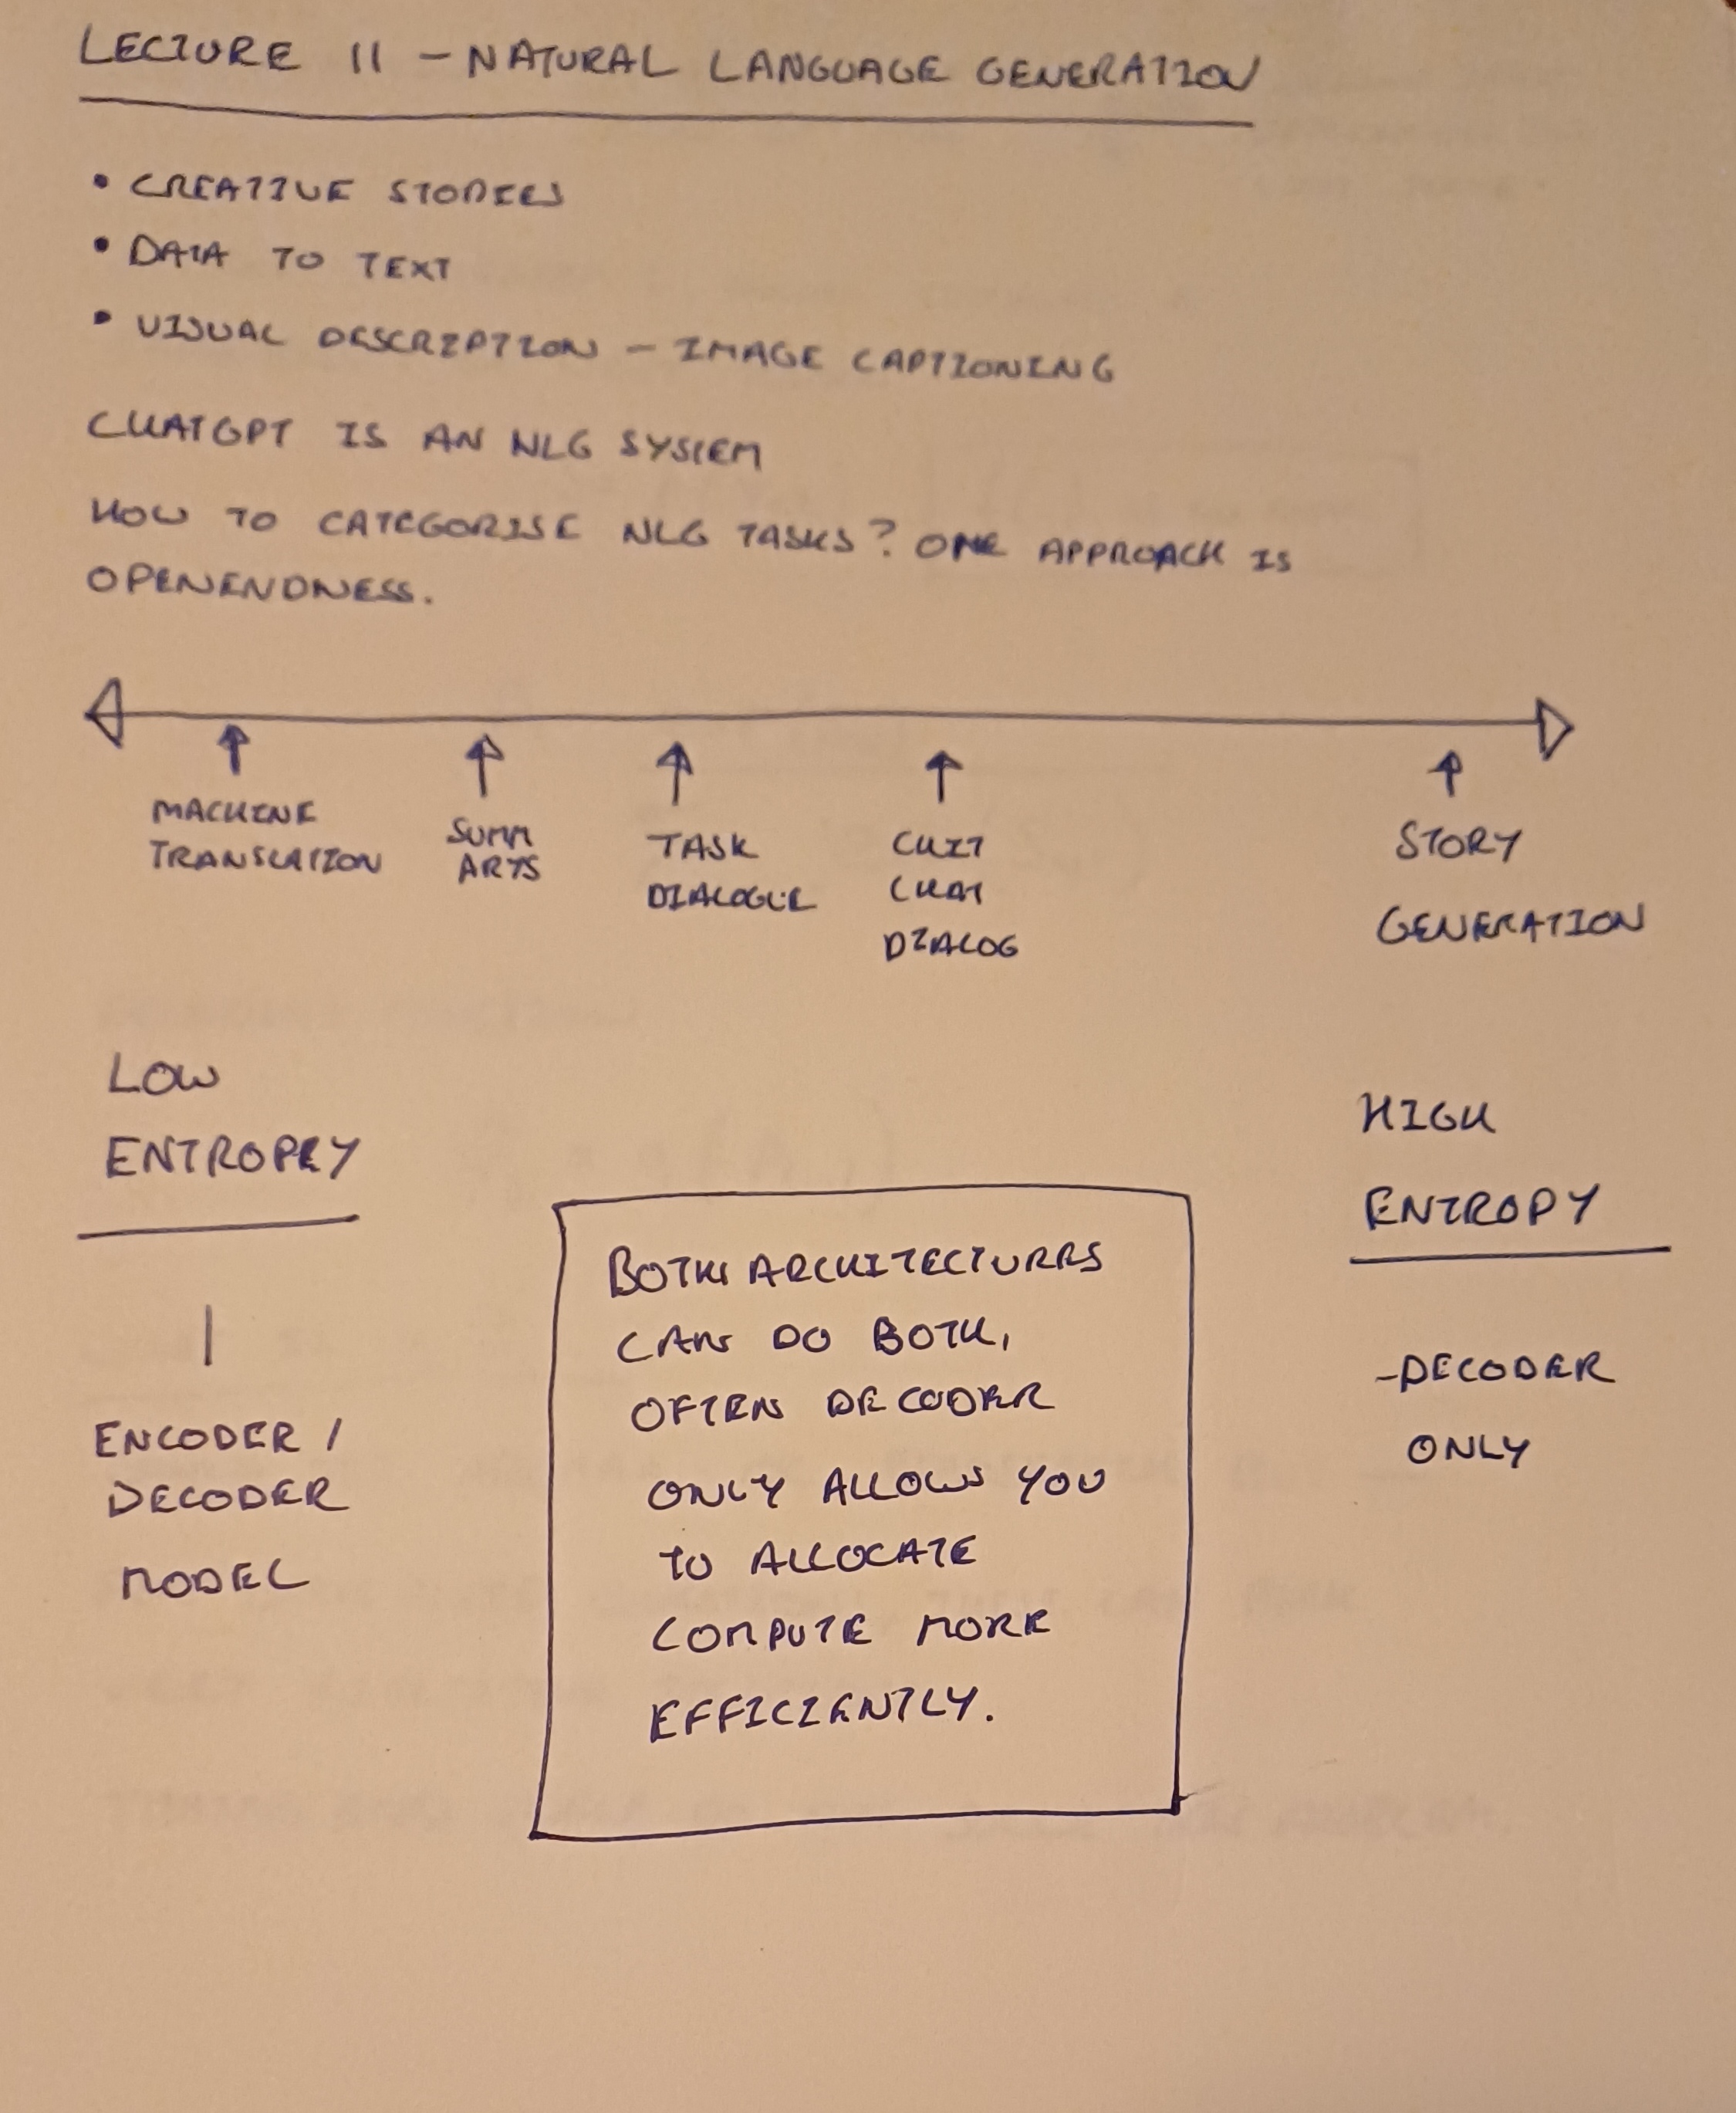 LECTURE 11 - NATURAL LANGUAGE GENERATION
• CREATIVE STORIES
• DATA TO TEXT
• VISUAL DESCRIPTION - IMAGE CAPTIONING
CHATGPT IS AN NLG SYSTEM
HOW TO CATEGORISE NLG TASKS? ONE APPROACH IS
OPENENDNESS.
MACHINE
TRANSLATION
SUMM
ARTS
TASK
DIALOGUE
CHIT
CHAT
DIALOG
STORY
GENERATION
LOW
ENTROPEY
ENCODER /
DECODER
MODEL
BOTH ARCHITECTURRS
CAN DO BOTH,
OFTEN DECODER
ONLY ALLOWS YOU
TO ALLOCATE
COMPUTE MORE
EFFICIENTLY.
HIGH
ENTROPY
-DECODER
ONLY